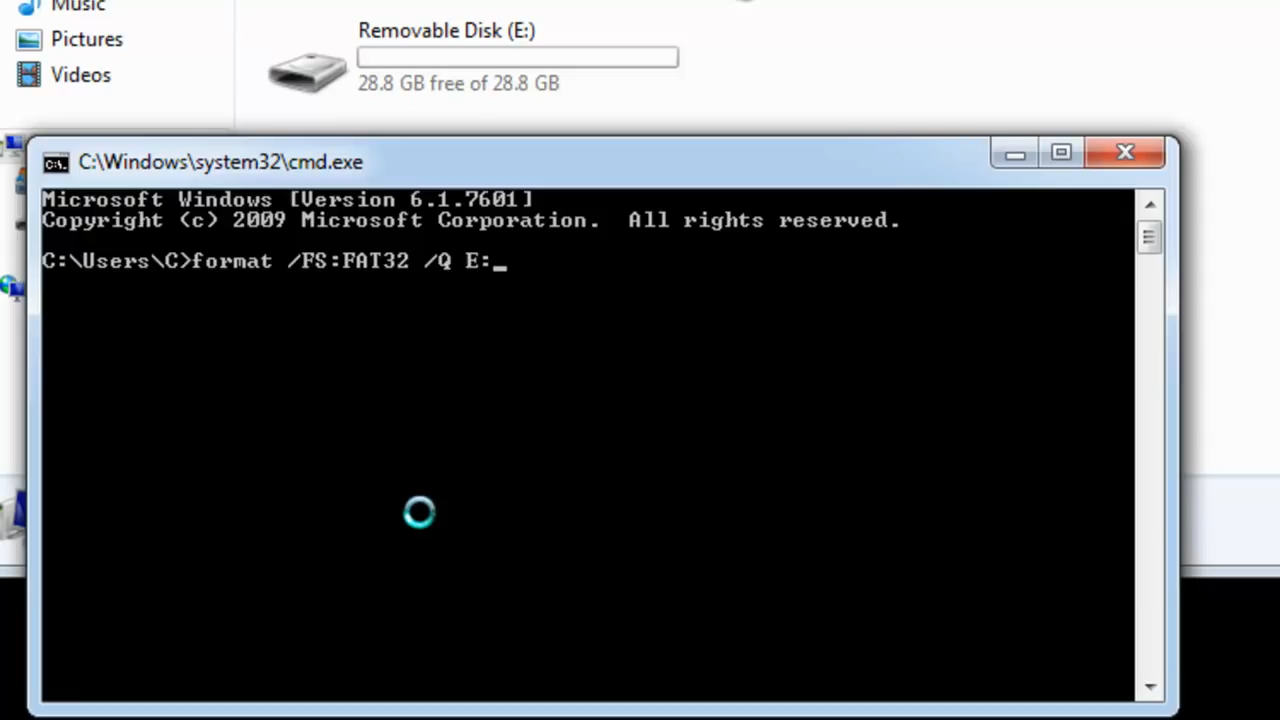 Music
Pictures
Videos
Removable Disk (E:)
28.8 GB free of 28.8 GB
C:\Windows\system32\cmd.exe
Microsoft Windows [Version 6.1.7601]
Copyright (c) 2009 Microsoft Corporation.  All rights reserved.
C:\Users\C>format /FS:FAT32 /Q E:_